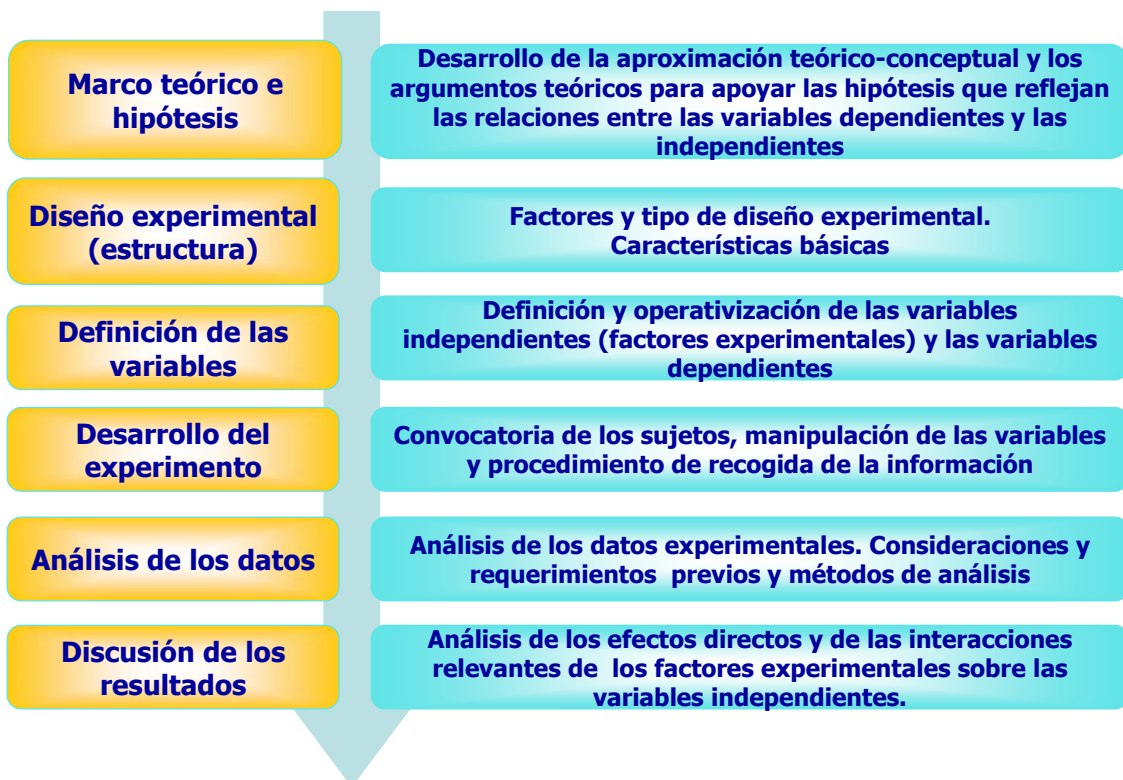 Marco teórico e
hipótesis
Desarrollo de la aproximación teórico-conceptual y los
argumentos teóricos para apoyar las hipótesis que reflejan
las relaciones entre las variables dependientes y las
independientes
Diseño experimental
(estructura)
Factores y tipo de diseño experimental.
Características básicas
Definición de las
variables
Definición y operativización de las variables
independientes (factores experimentales) y las variables
dependientes
Desarrollo del
experimento
Convocatoria de los sujetos, manipulación de las variables
y procedimiento de recogida de la información
Análisis de los datos
Análisis de los datos experimentales. Consideraciones y
requerimientos previos y métodos de análisis
Discusión de los
resultados
Análisis de los efectos directos y de las interacciones
relevantes de los factores experimentales sobre las
variables independientes.